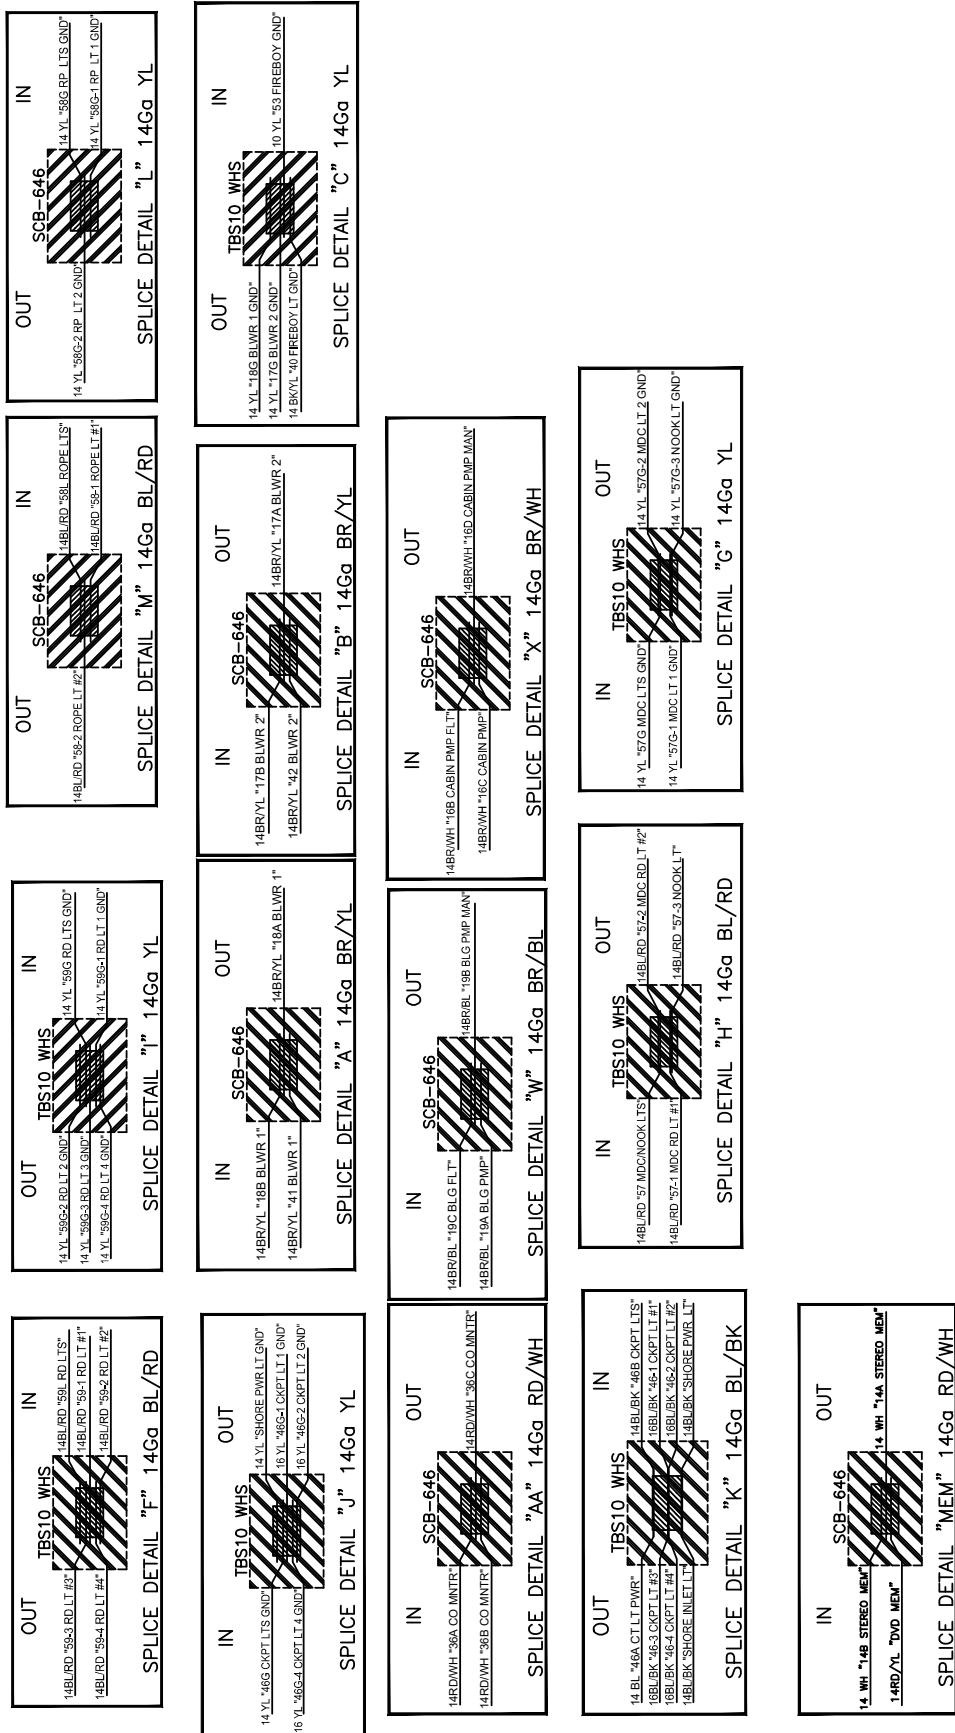 OUT
IN
SCB-646
14 YL "58G-2 RP LT 2 GND"
14 YL "58G RP LTS GND"
14 YL "58G-1 RP LT 1 GND"
SPLICE DETAIL "L" 14Ga YL
OUT
IN
TBS10 WHS
14 YL "18G BLWR 1 GND"
14 YL "17G BLWR 2 GND"
14 BK/YL "40 FIREBOY LT GND"
10 YL "53 FIREBOY GND"
SPLICE DETAIL "C" 14Ga YL
OUT
IN
SCB-646
14BL/RD "58-2 ROPE LT #2"
14BL/RD "58L ROPE LTS"
14BL/RD "58-1 ROPE LT #1"
SPLICE DETAIL "M" 14Ga BL/RD
IN
OUT
SCB-646
14BR/YL "17B BLWR 2"
14BR/YL "42 BLWR 2"
14BR/YL "17A BLWR 2"
SPLICE DETAIL "B" 14Ga BR/YL
IN
OUT
SCB-646
14BR/WH "16B CABIN PMP FLT"
14BR/WH "16C CABIN PMP"
14BR/WH "16D CABIN PMP MAN"
SPLICE DETAIL "X" 14Ga BR/WH
IN
OUT
TBS10 WHS
14 YL "57G MDC LTS GND"
14 YL "57G-1 MDC LT 1 GND"
14 YL "57G-2 MDC LT 2 GND"
14 YL "57G-3 NOOK LT GND"
SPLICE DETAIL "G" 14Ga YL
OUT
IN
TBS10 WHS
14 YL "59G-2 RD LT 2 GND"
14 YL "59G-3 RD LT 3 GND"
14 YL "59G-4 RD LT 4 GND"
14 YL "59G RD LTS GND"
14 YL "59G-1 RD LT 1 GND"
SPLICE DETAIL "I" 14Ga YL
IN
OUT
SCB-646
14BR/YL "18B BLWR 1"
14BR/YL "41 BLWR 1"
14BR/YL "18A BLWR 1"
SPLICE DETAIL "A" 14Ga BR/YL
IN
OUT
SCB-646
14BR/BL "19C BLG FLT"
14BR/BL "19A BLG PMP"
14BR/BL "19B BLG PMP MAN"
SPLICE DETAIL "W" 14Ga BR/BL
IN
OUT
TBS10 WHS
14BL/RD "57 MDC/NOOK LTS"
14BL/RD "57-1 MDC RD LT #1"
14BL/RD "57-2 MDC RD LT #2"
14BL/RD "57-3 NOOK LT"
SPLICE DETAIL "H" 14Ga BL/RD
OUT
IN
TBS10 WHS
14BL/RD "59-3 RD LT #3"
14BL/RD "59-4 RD LT #4"
14BL/RD "59L RD LTS"
14BL/RD "59-1 RD LT #1"
14BL/RD "59-2 RD LT #2"
SPLICE DETAIL "F" 14Ga BL/RD
IN
OUT
TBS10 WHS
14 YL "46G CKPT LTS GND"
16 YL "46G-4 CKPT LT 4 GND"
14 YL "SHORE PWR LT GND"
16 YL "46G-1 CKPT LT 1 GND"
16 YL "46G-2 CKPT LT 2 GND"
SPLICE DETAIL "J" 14Ga YL
IN
OUT
SCB-646
14RD/WH "36A CO MNTR"
14RD/WH "36B CO MNTR"
14RD/WH "36C CO MNTR"
SPLICE DETAIL "AA" 14Ga RD/WH
OUT
IN
TBS10 WHS
14 BL "46A CT LT PWR"
16BL/BK "46-3 CKPT LT #3"
16BL/BK "46-4 CKPT LT #4"
14BL/BK "SHORE INLET LT"
14BL/BK "46B CKPT LTS"
16BL/BK "46-1 CKPT LT #1"
16BL/BK "46-2 CKPT LT #2"
14BL/BK "SHORE PWR LT"
SPLICE DETAIL "K" 14Ga BL/BK
IN
OUT
SCB-646
14 WH "14B STEREO MEM"
14RD/YL "DVD MEM"
14 WH "14A STEREO MEM"
SPLICE DETAIL "MEM" 14Ga RD/WH